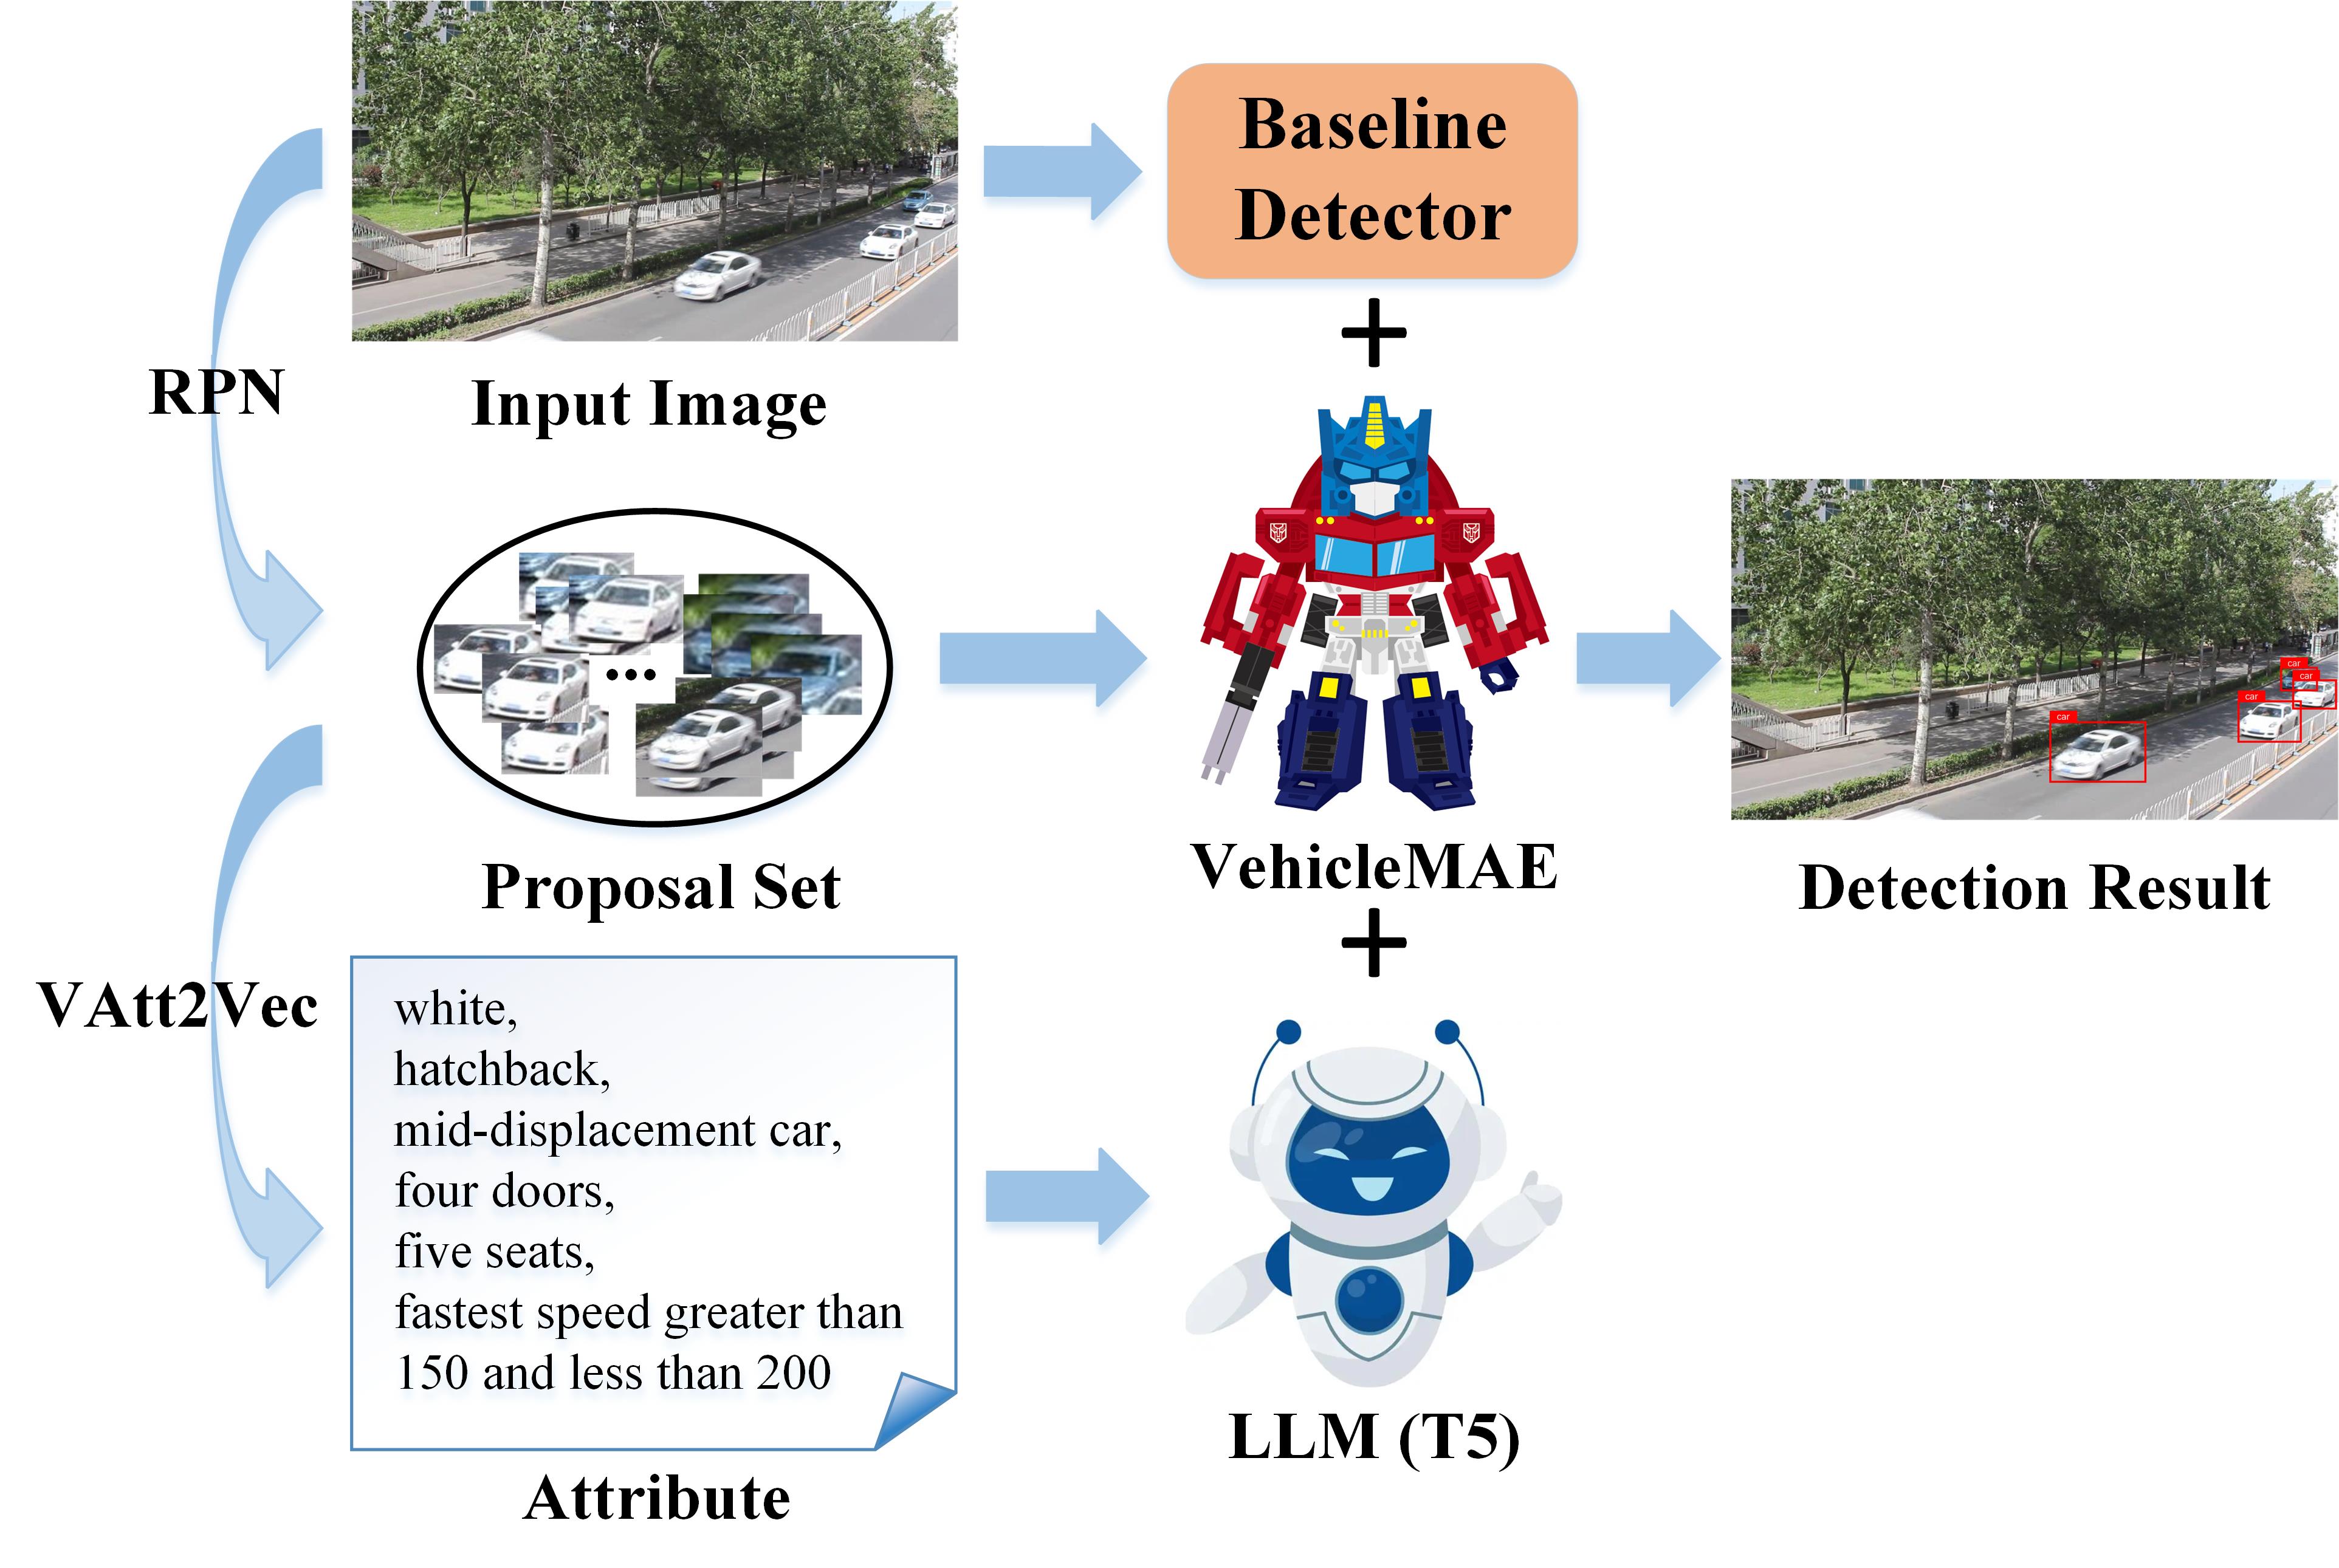 Baseline
Detector
+
RPN
Input Image
...
VehicleMAE
Proposal Set
car
car
car
car
Detection Result
+
VAtt2Vec
white,
hatchback,
mid-displacement car,
four doors,
five seats,
fastest speed greater than
150 and less than 200
LLM (T5)
Attribute